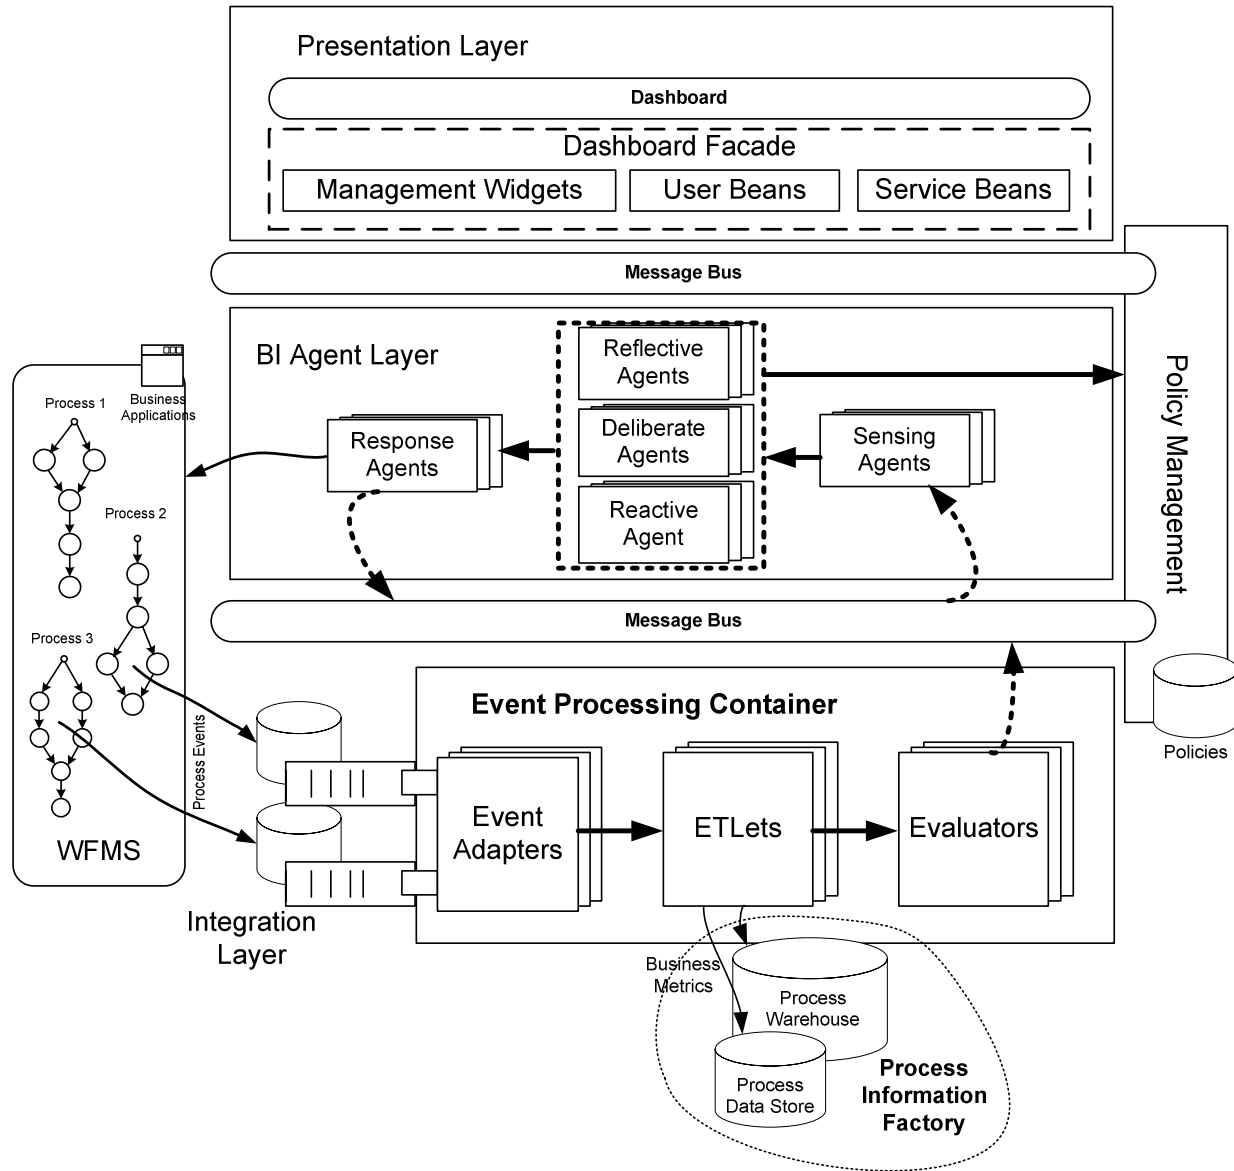 Presentation Layer
Dashboard
Dashboard Facade
Management Widgets
User Beans
Service Beans
Message Bus
BI Agent Layer
Reflective
Agents
Deliberate
Agents
Reactive
Agent
Response
Agents
Sensing
Agents
Policy Management
Policies
Business
Applications
Process 1
Process 2
Process 3
WFMS
Message Bus
Process Events
Integration
Layer
Event Processing Container
Event
Adapters
ETLets
Evaluators
Business
Metrics
Process
Warehouse
Process
Data Store
Process
Information
Factory